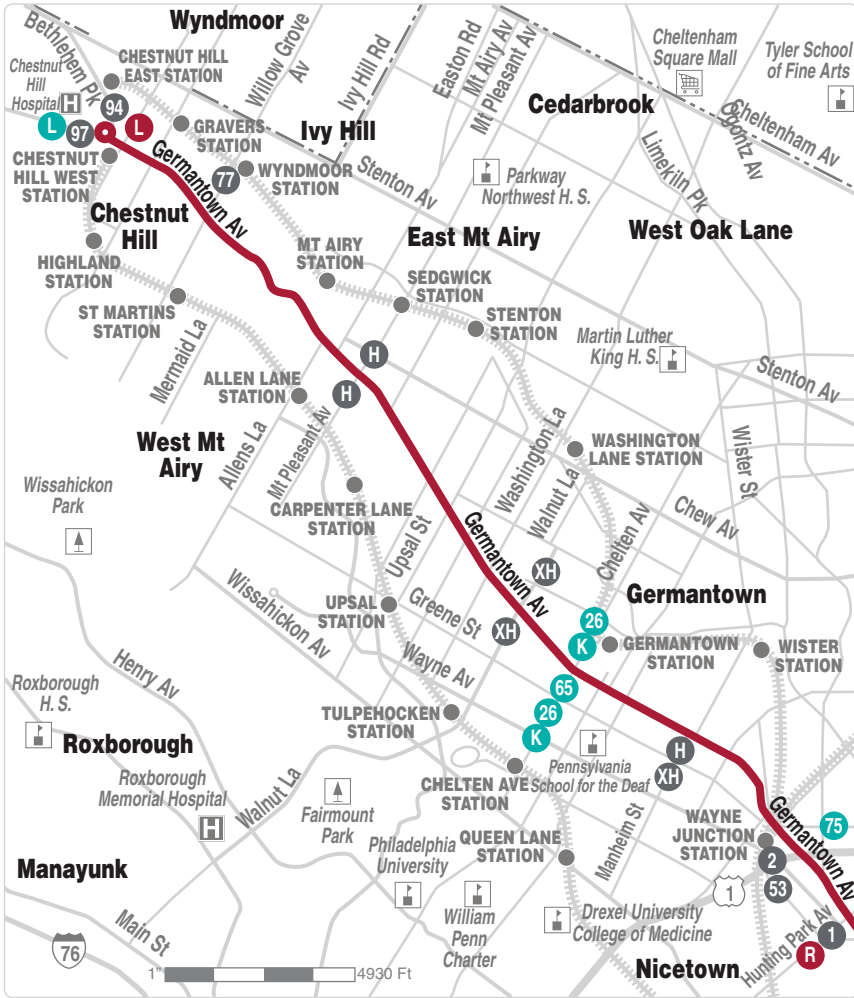 Wyndmoor
Bethlehem Pk
CHESTNUT HILL
EAST STATION
Willow Grove
Av
Ivy Hill Rd
Easton Rd
Mt Airy Av
Mt Pleasant Av
Cheltenham
Square Mall
Tyler School
of Fine Arts
Chestnut
Hill
Hospital
H
94
L
97
L
GRAVERS
STATION
Ivy Hill
Cedarbrook
Ogontz Av
Cheltenham Av
CHESTNUT
HILL WEST
STATION
Germantown Av
77
WYNDMOOR
STATION
Stenton Av
Parkway
Northwest H. S.
Limekiln Pk
Chestnut
Hill
MT AIRY
STATION
East Mt Airy
West Oak Lane
HIGHLAND
STATION
SEDGWICK
STATION
ST MARTINS
STATION
STENTON
STATION
Martin Luther
King H. S.
Mermaid La
H
Stenton Av
ALLEN LANE
STATION
H
West Mt
Airy
Allens La
Mt Pleasant Av
Washington La
Walnut La
WASHINGTON
LANE STATION
Wister St
Wissahickon
Park
CARPENTER LANE
STATION
Upsal St
Germantown Av
Chelten Av
Chew Av
XH
Wissahickon Av
UPSAL
STATION
Greene St
XH
Germantown
26
K
GERMANTOWN
STATION
WISTER
STATION
Henry Av
Wayne Av
Roxborough
H. S.
65
26
K
TULPEHOCKEN
STATION
Roxborough
H
XH
Pennsylvania
School for the Deaf
CHELTEN AVE
STATION
Roxborough
Memorial Hospital
H
Walnut La
Fairmount
Park
Manheim St
WAYNE
JUNCTION
STATION
Germantown Av
75
Philadelphia
University
QUEEN LANE
STATION
2
Manayunk
1
53
Main St
William
Penn
Charter
Drexel University
College of Medicine
Hunting Park Av
1
R
76
Nicetown
1"
4930 Ft